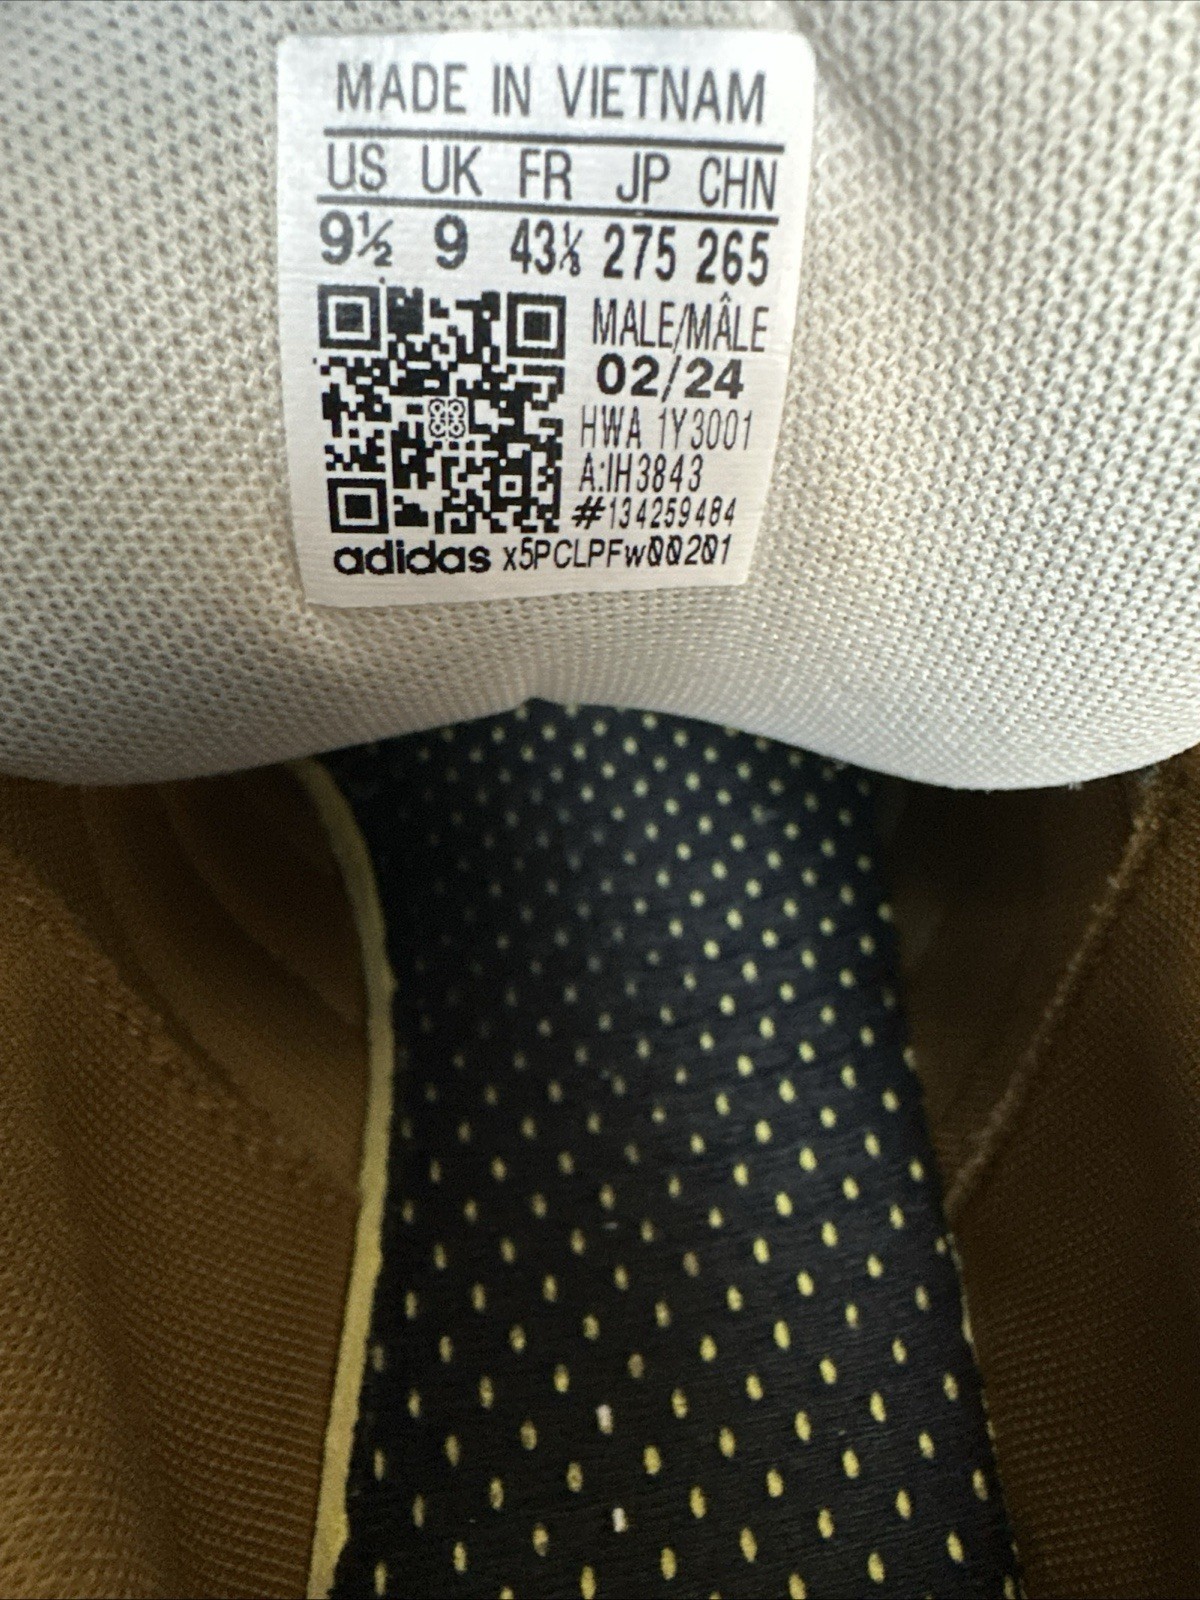 MADE IN VIETNAM
US UK FR JP CHN
9½ 9 43⅓ 275 265
MALE/MÂLE
02/24
HWA 1Y3001
A:IH3843
#134259484
adidas x5PCLPFw00201